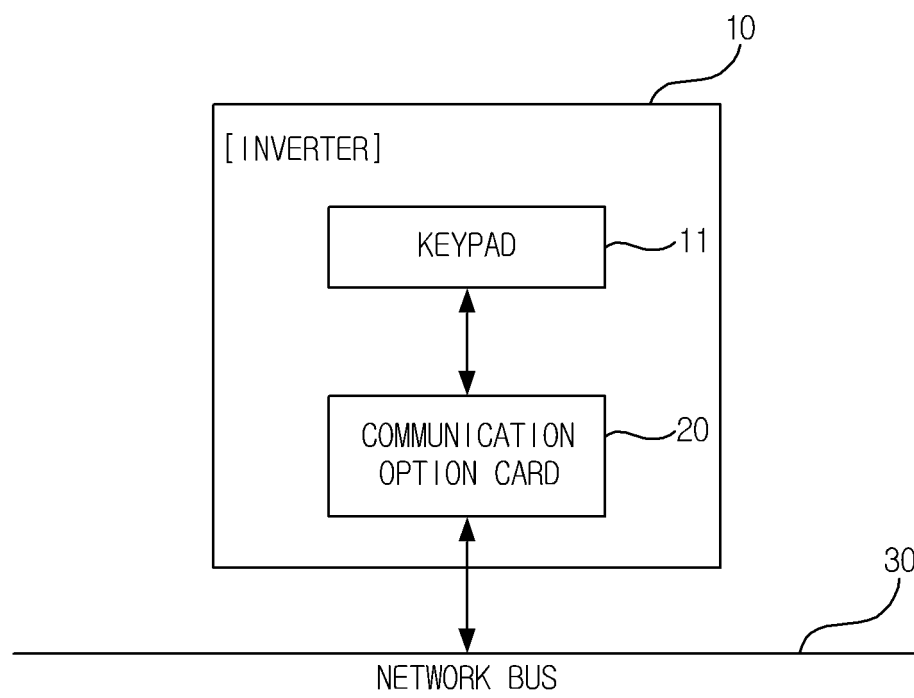 10
[INVERTER]
KEYPAD
11
COMMUNICATION
OPTION CARD
20
30
NETWORK BUS